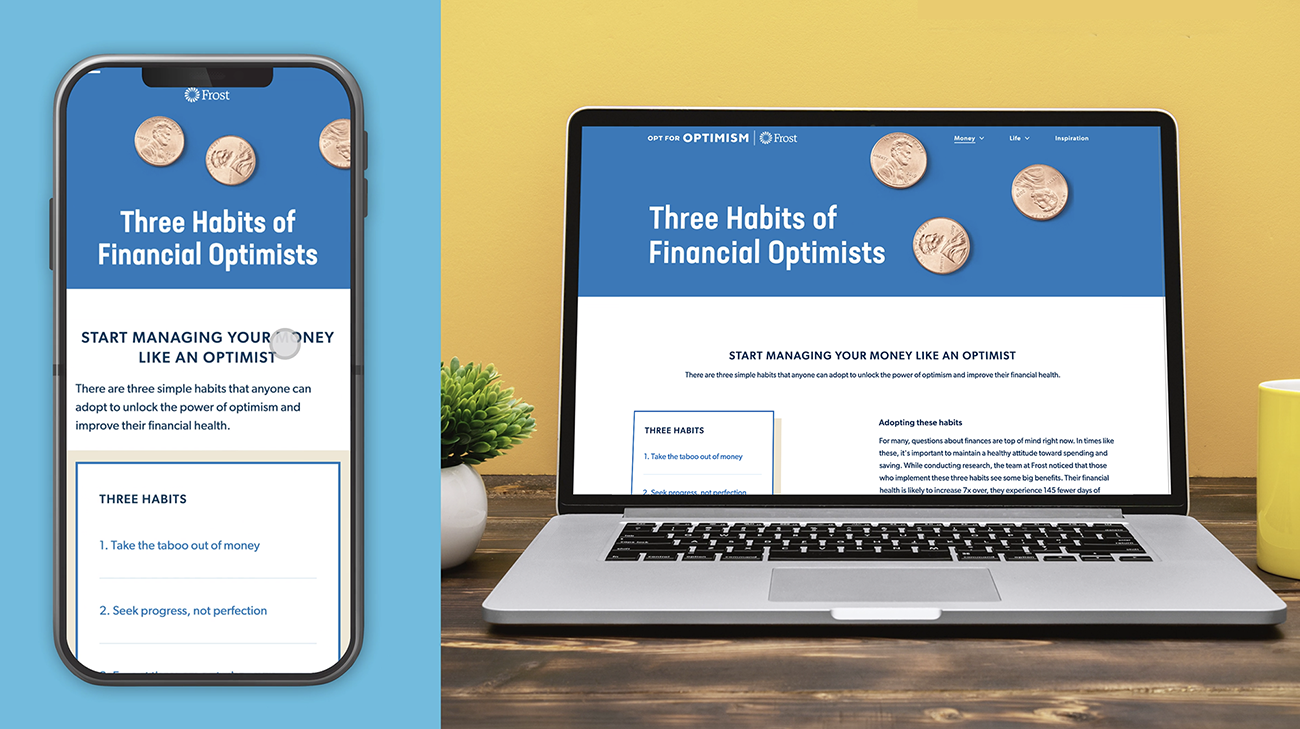 Frost
Three Habits of
Financial Optimists
START MANAGING YOUR MONEY
LIKE AN OPTIMIST
There are three simple habits that anyone can
adopt to unlock the power of optimism and
improve their financial health.
THREE HABITS
1. Take the taboo out of money
2. Seek progress, not perfection
OPT FOR OPTIMISM | Frost
Money
Life
Inspiration
Three Habits of
Financial Optimists
START MANAGING YOUR MONEY LIKE AN OPTIMIST
There are three simple habits that anyone can adopt to unlock the power of optimism and improve their financial health.
THREE HABITS
1. Take the taboo out of money
2. Seek progress, not perfection
Adopting these habits
For many, questions about finances are top of mind right now. In times like
these, it's important to maintain a healthy attitude toward spending and
saving. While conducting research, the team at Frost noticed that those
who implement these three habits see some big benefits. Their financial
health is likely to increase 7x over, they experience 145 fewer days of